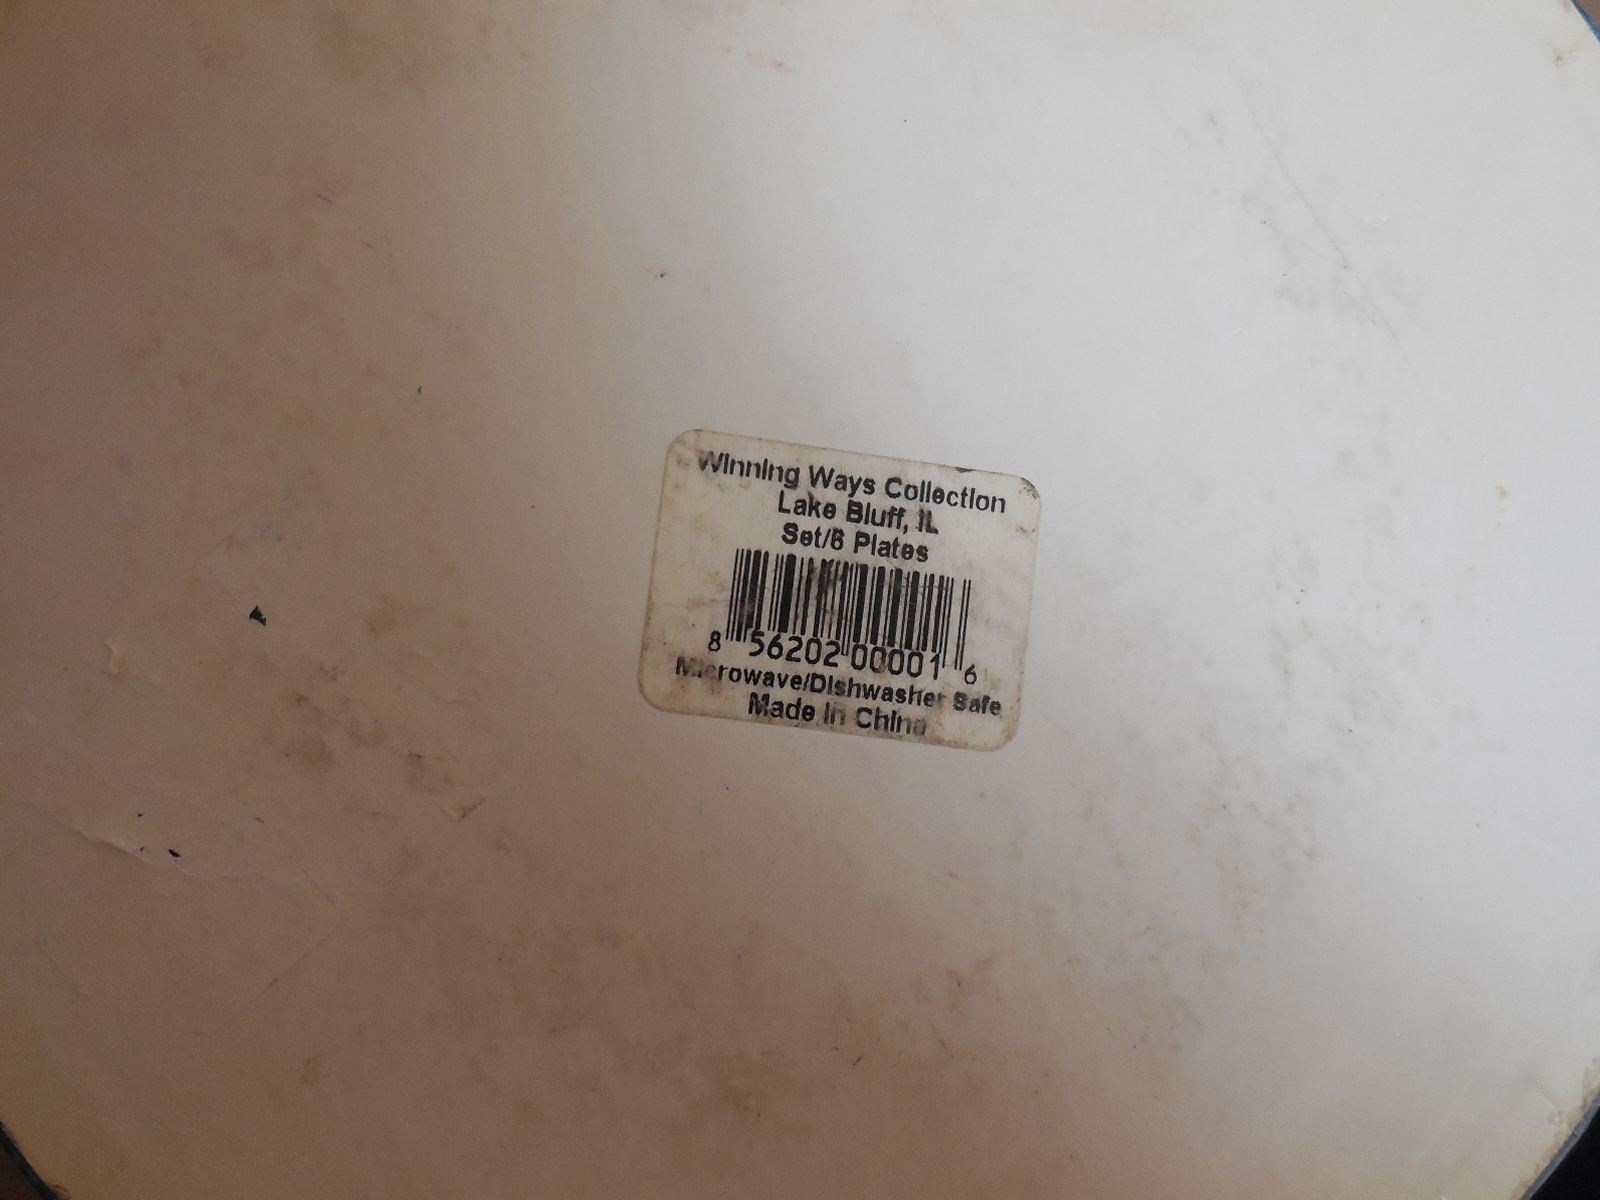 Winning Ways Collection
Lake Bluff, IL
Set/6 Plates
8 56202 00001 6
Microwave/Dishwasher Safe
Made in China